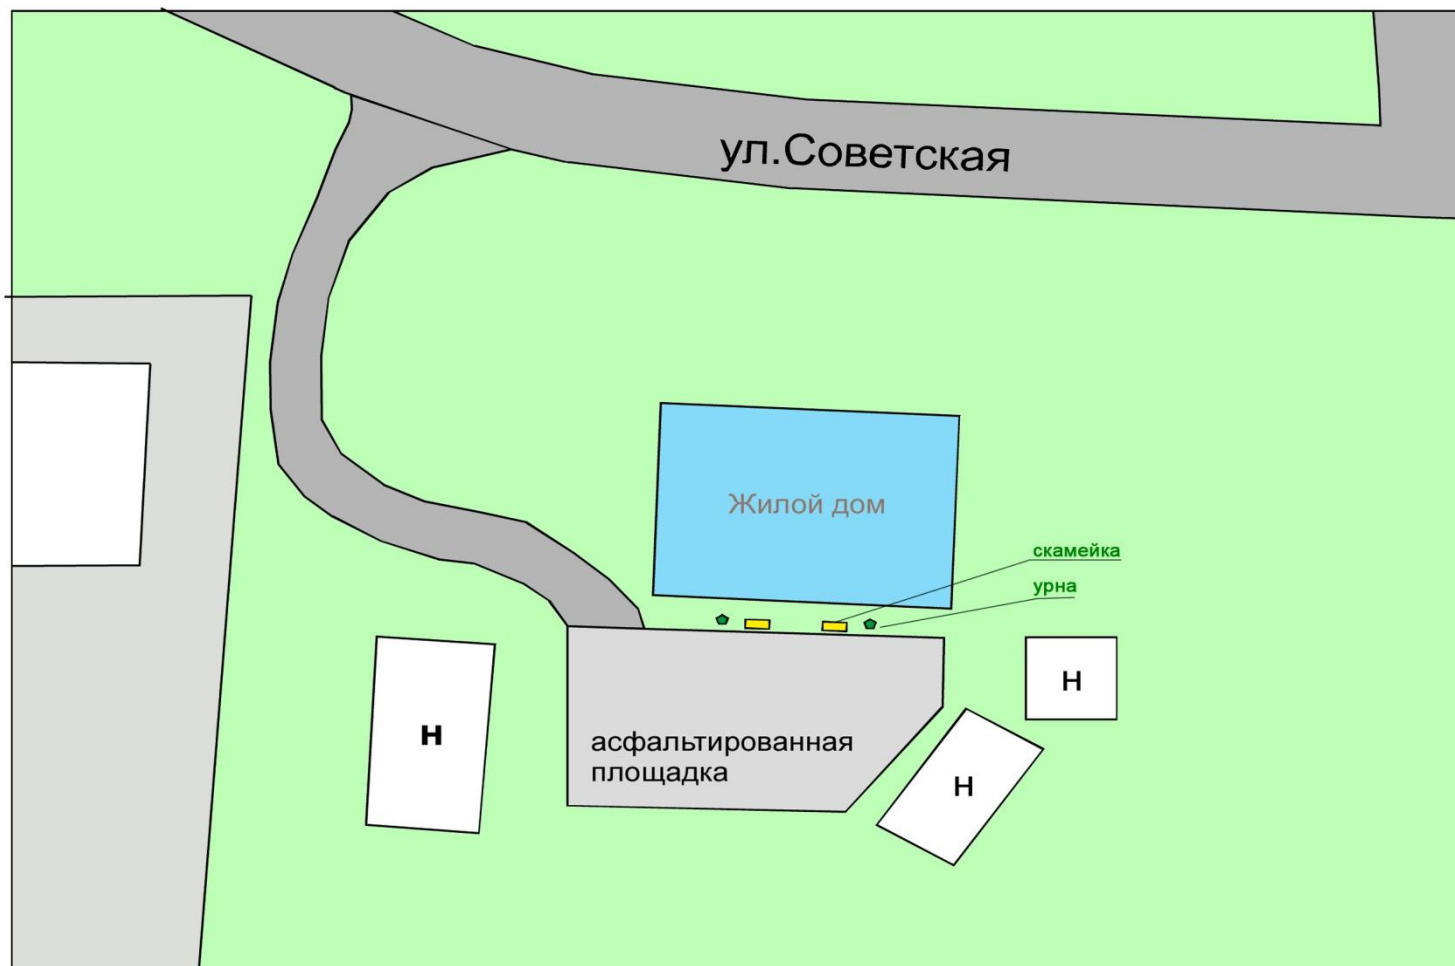 ул.Советская
Жилой дом
скамейка
урна
н
н
асфальтированная
площадка
н